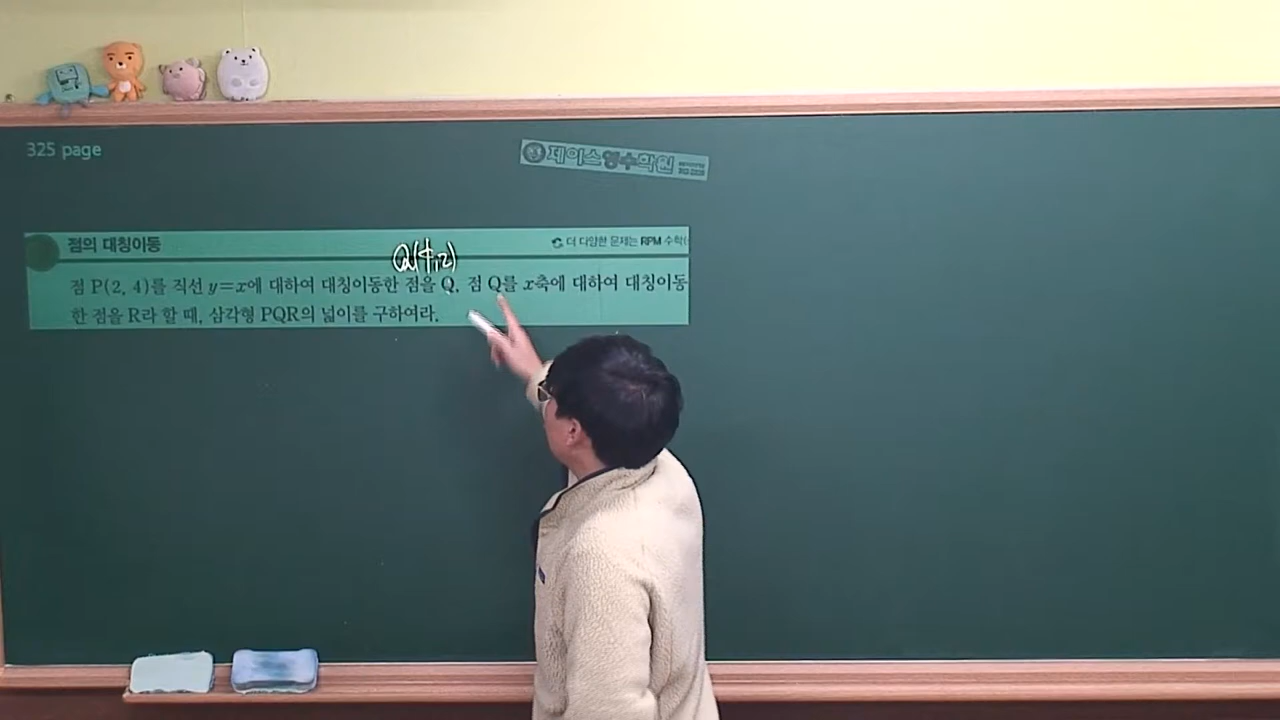 325 page
제이스영수학원
점의 대칭이동
더 다양한 문제는 RPM 수학(
Q(4,2)
점 P(2, 4)를 직선 y=x에 대하여 대칭이동한 점을 Q, 점 Q를 x축에 대하여 대칭이동
한 점을 R라 할 때, 삼각형 PQR의 넓이를 구하여라.